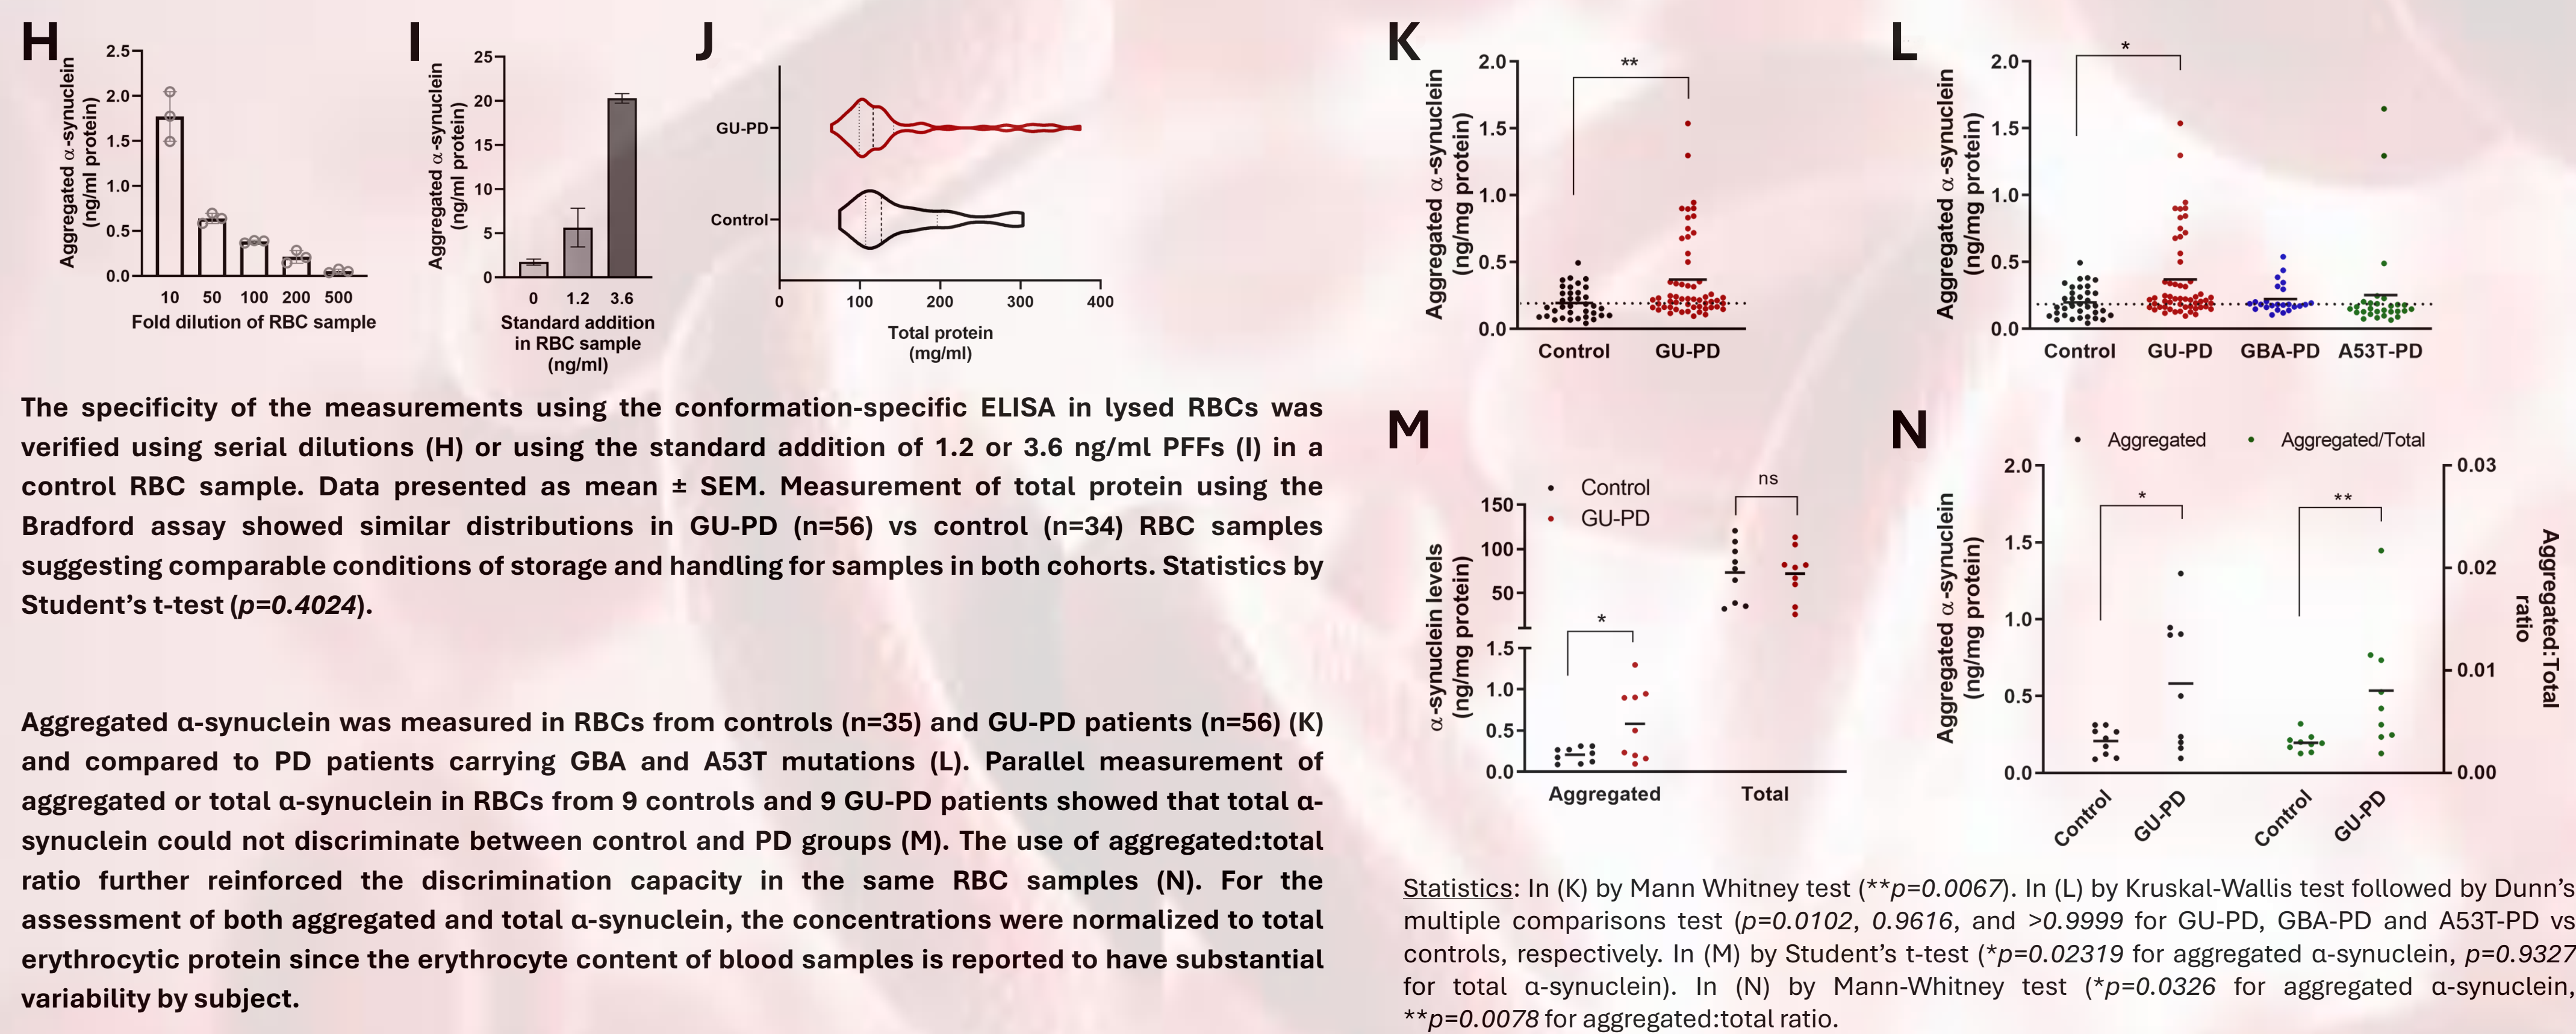 H
2.5
2.0
1.5
1.0
0.5
0.0
Aggregated α-synuclein
(ng/ml protein)
10 50 100 200 500
Fold dilution of RBC sample
I
25
20
15
10
5
0
Aggregated α-synuclein
(ng/ml protein)
0 1.2 3.6
Standard addition
in RBC sample
(ng/ml)
J
GU-PD
Control
0 100 200 300 400
Total protein
(mg/ml)
The specificity of the measurements using the conformation-specific ELISA in lysed RBCs was
verified using serial dilutions (H) or using the standard addition of 1.2 or 3.6 ng/ml PFFs (I) in a
control RBC sample. Data presented as mean ± SEM. Measurement of total protein using the
Bradford assay showed similar distributions in GU-PD (n=56) vs control (n=34) RBC samples
suggesting comparable conditions of storage and handling for samples in both cohorts. Statistics by
Student’s t-test (p=0.4024).
Aggregated α-synuclein was measured in RBCs from controls (n=35) and GU-PD patients (n=56) (K)
and compared to PD patients carrying GBA and A53T mutations (L). Parallel measurement of
aggregated or total α-synuclein in RBCs from 9 controls and 9 GU-PD patients showed that total α-
synuclein could not discriminate between control and PD groups (M). The use of aggregated:total
ratio further reinforced the discrimination capacity in the same RBC samples (N). For the
assessment of both aggregated and total α-synuclein, the concentrations were normalized to total
erythrocytic protein since the erythrocyte content of blood samples is reported to have substantial
variability by subject.
K
2.0
1.5
1.0
0.5
0.0
Aggregated α-synuclein
(ng/mg protein)
**
Control GU-PD
L
2.0
1.5
1.0
0.5
0.0
Aggregated α-synuclein
(ng/mg protein)
*
Control GU-PD GBA-PD A53T-PD
M
Control
GU-PD
150
100
50
1.5
1.0
0.5
0.0
α-synuclein levels
(ng/mg protein)
*
ns
Aggregated Total
N
Aggregated Aggregated/Total
2.0
1.5
1.0
0.5
0.0
Aggregated α-synuclein
(ng/mg protein)
*
**
0.03
0.02
0.01
0.00
Aggregated:Total
ratio
Control GU-PD Control GU-PD
Statistics: In (K) by Mann Whitney test (**p=0.0067). In (L) by Kruskal-Wallis test followed by Dunn’s
multiple comparisons test (p=0.0102, 0.9616, and >0.9999 for GU-PD, GBA-PD and A53T-PD vs
controls, respectively. In (M) by Student’s t-test (*p=0.02319 for aggregated α-synuclein, p=0.9327
for total α-synuclein). In (N) by Mann-Whitney test (*p=0.0326 for aggregated α-synuclein,
**p=0.0078 for aggregated:total ratio.